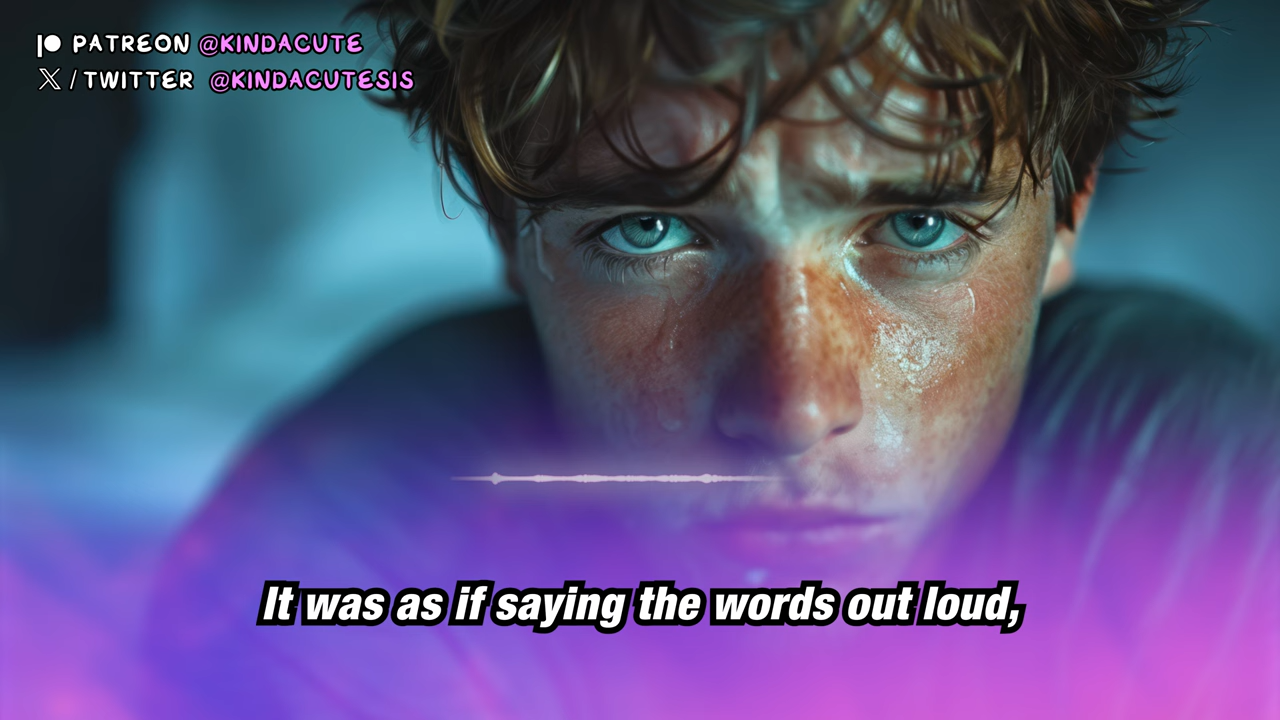 PATREON @KINDACUTE
X / TWITTER @KINDACUTESIS
It was as if saying the words out loud,